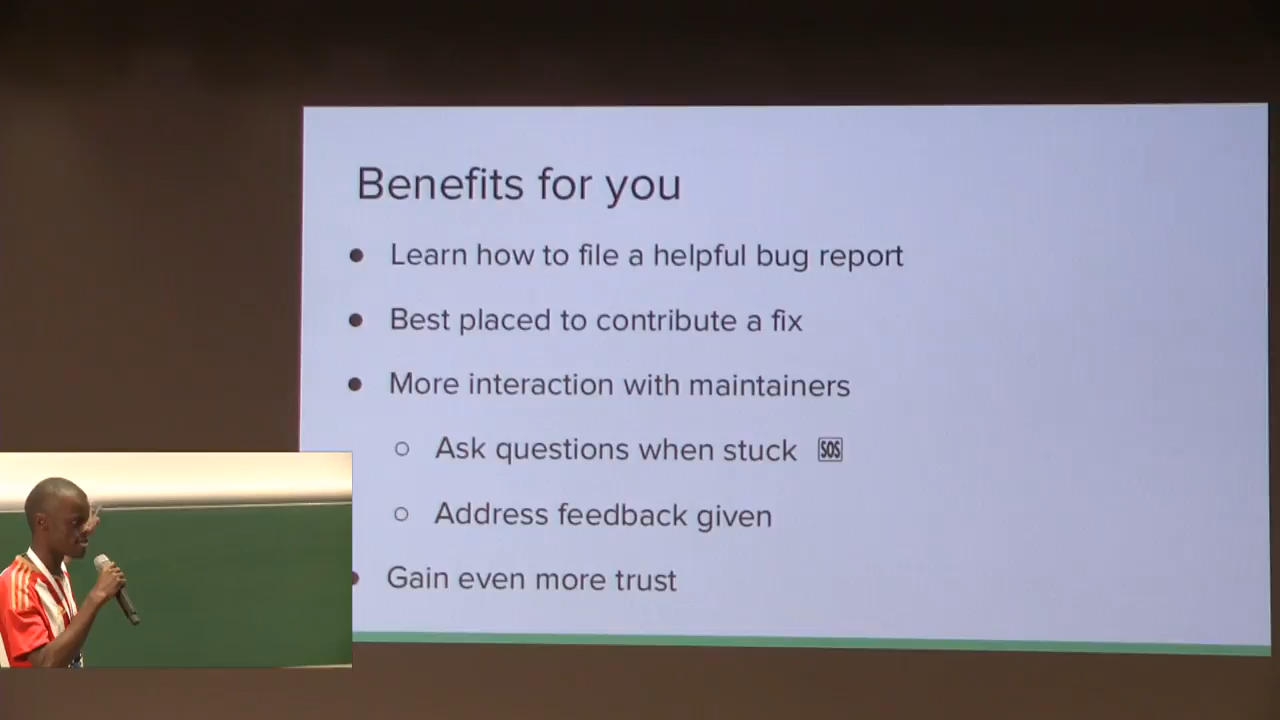 Benefits for you
● Learn how to file a helpful bug report
● Best placed to contribute a fix
● More interaction with maintainers
○ Ask questions when stuck 🆘
○ Address feedback given
● Gain even more trust